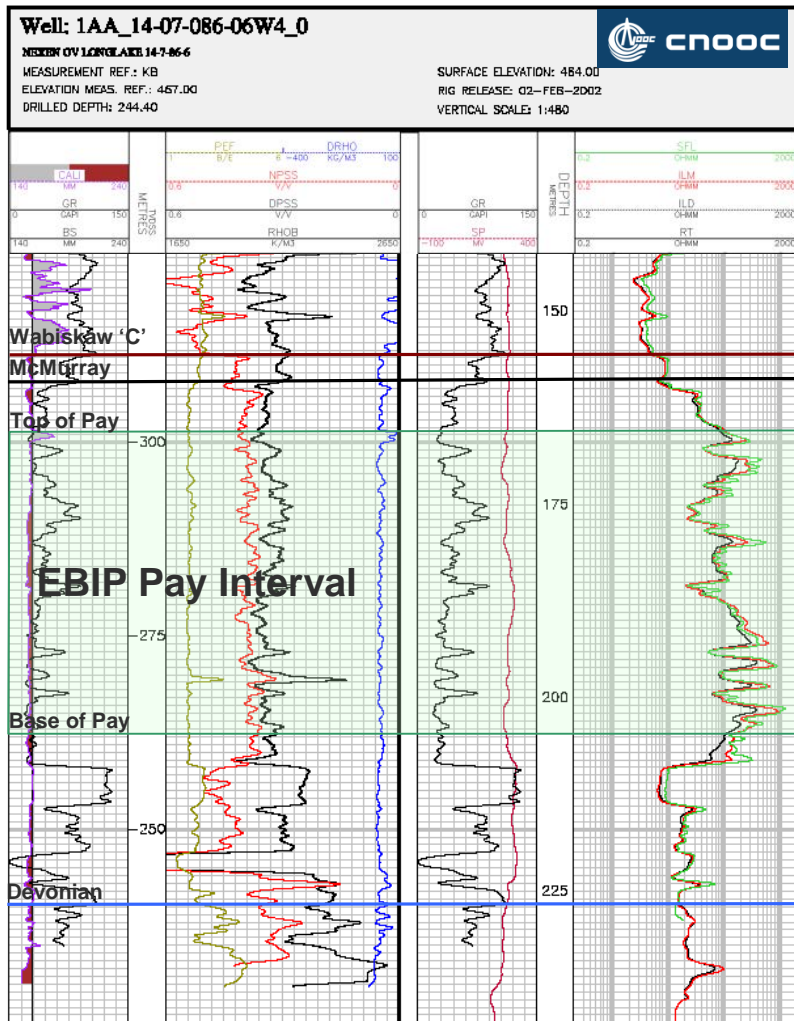 Well: 1AA_14-07-086-06W4_0
NEXEN OV LONGLAKE 14-7-86-6
MEASUREMENT REF.: KB
ELEVATION MEAS. REF.: 467.00
DRILLED DEPTH: 244.40
SURFACE ELEVATION: 464.00
RIG RELEASE: 02-FEB-2002
VERTICAL SCALE: 1:480
CNOOC
cnooc
CALI
140 MM 240
GR
0 GAPI 150
BS
140 MM 240
TVDSS
METRES
PEF
1 B/E 6
DRHO
-400 KG/M3 100
NPSS
0.6 V/V 0
DPSS
0.6 V/V 0
RHOB
1650 K/M3 2650
GR
0 GAPI 150
SP
-100 MV 400
DEPTH
METRES
SFL
0.2 OHMM 2000
ILM
0.2 OHMM 2000
ILD
0.2 OHMM 2000
RT
0.2 OHMM 2000
150
Wabiskaw ‘C’
McMurray
Top of Pay
-300
175
EBIP Pay Interval
-275
200
Base of Pay
-250
Devonian
225